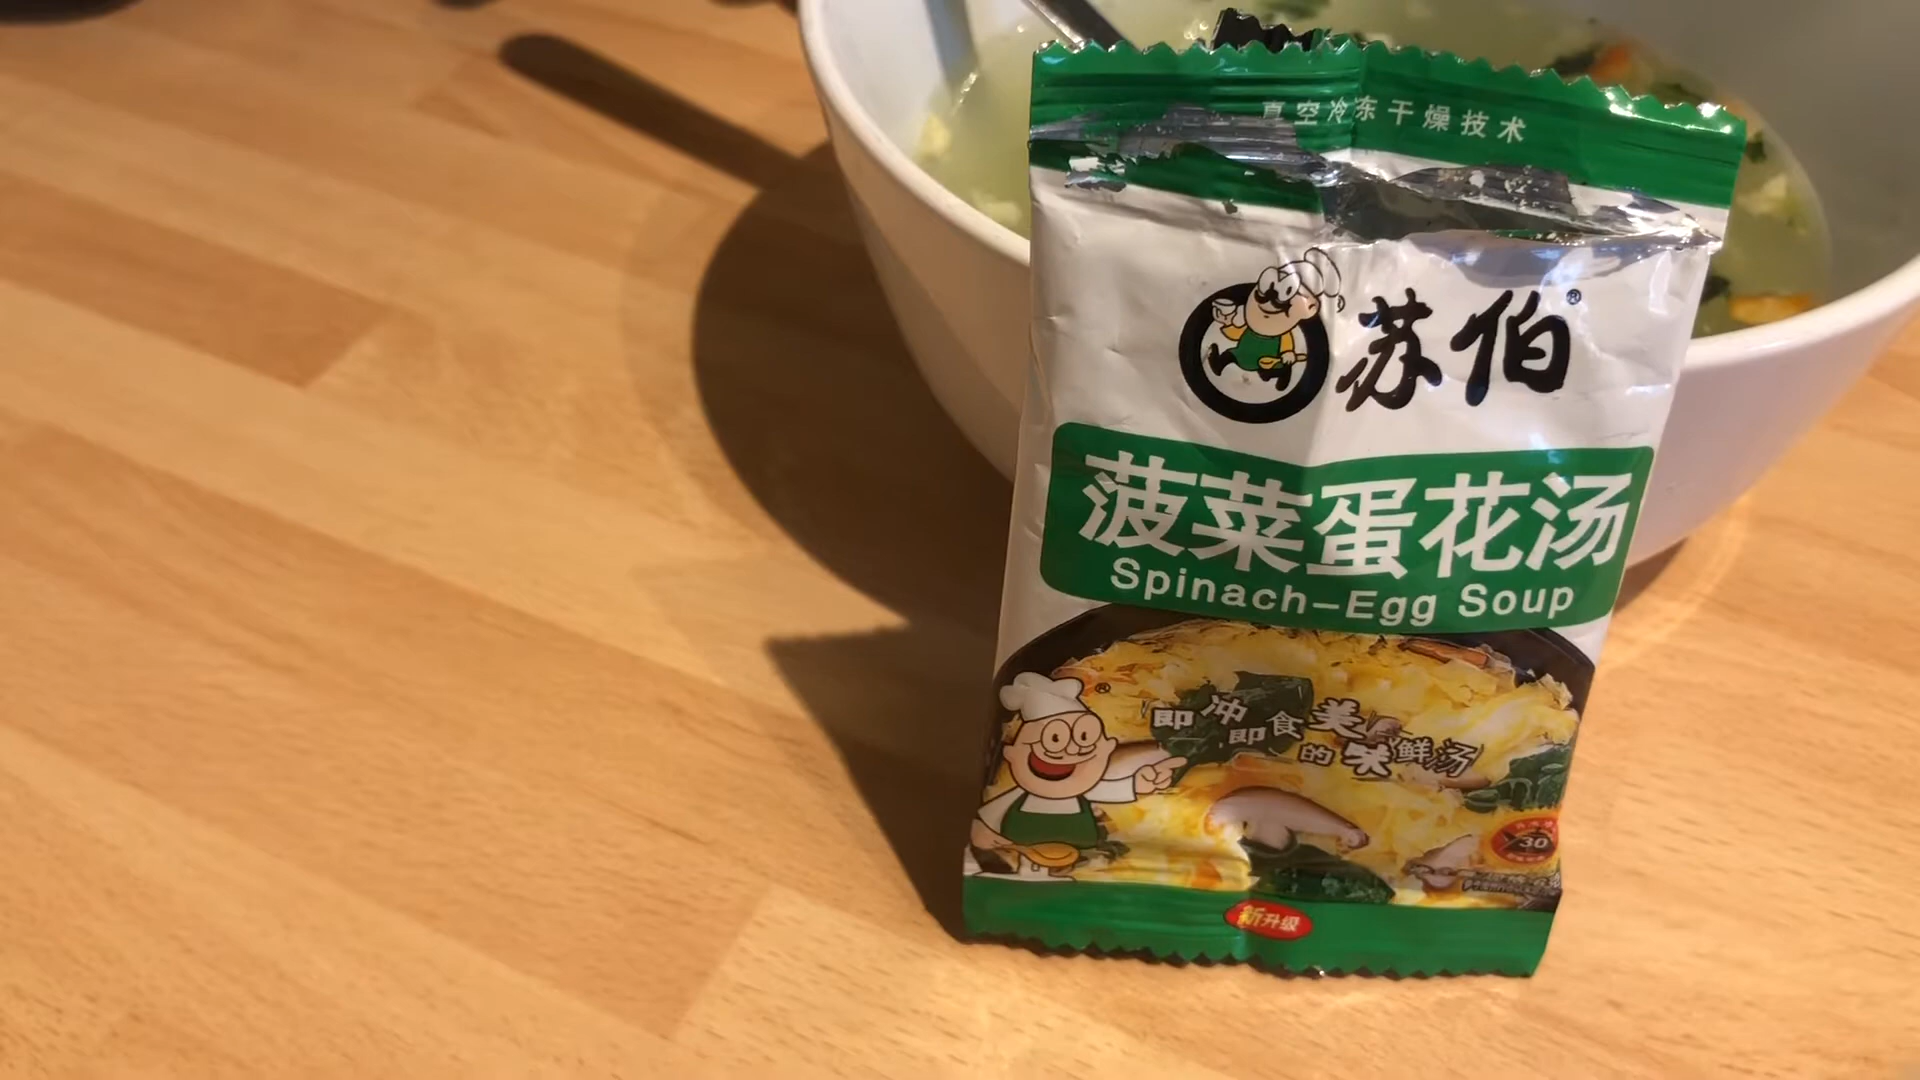 真空冷冻干燥技术
苏伯®
菠菜蛋花汤
Spinach-Egg Soup
®
即冲即食
的美味鲜汤
30
新升级